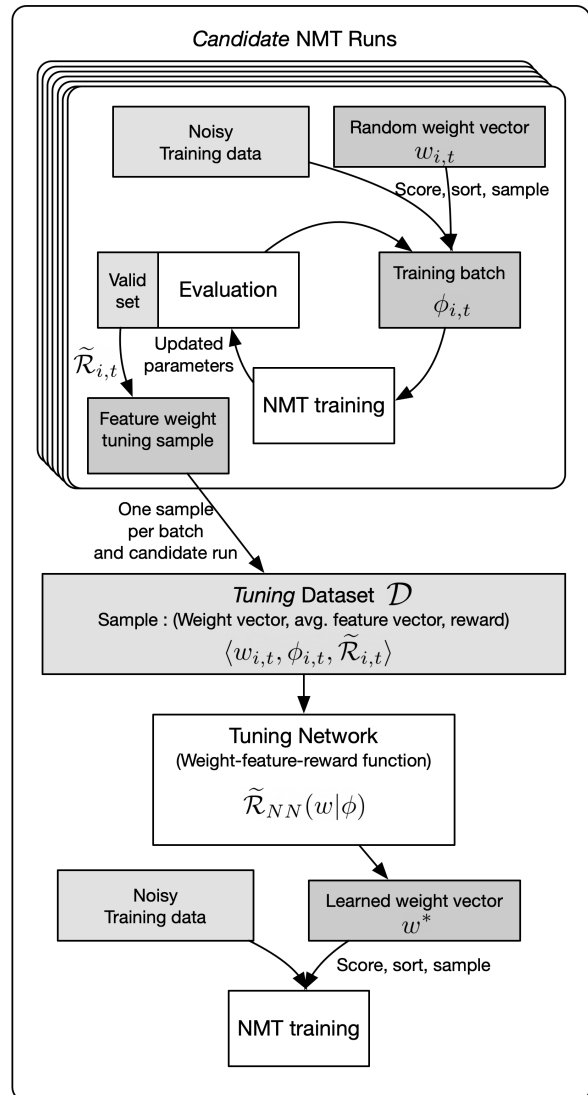 Candidate NMT Runs
Noisy
Training data
Random weight vector
w_{i,t}
Score, sort, sample
Valid
set
Evaluation
Training batch
ϕ_{i,t}
Updated
parameters
R̃_{i,t}
NMT training
Feature weight
tuning sample
One sample
per batch
and candidate run
Tuning Dataset 𝒟
Sample : (Weight vector, avg. feature vector, reward)
⟨w_{i,t}, ϕ_{i,t}, R̃_{i,t}⟩
Tuning Network
(Weight-feature-reward function)
R̃_{NN}(w|ϕ)
Noisy
Training data
Learned weight vector
w*
Score, sort, sample
NMT training